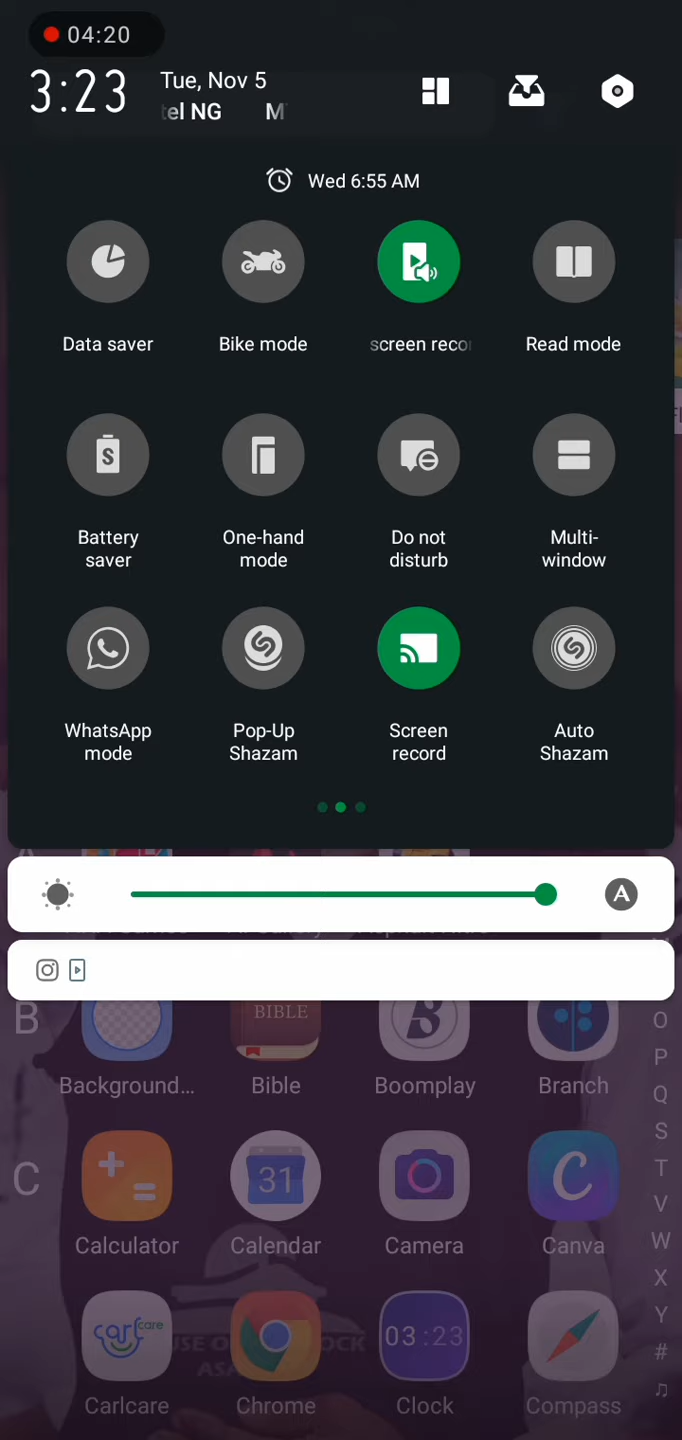 04:20
3:23
Tue, Nov 5
tel NG M
Wed 6:55 AM
Data saver
Bike mode
screen reco
Read mode
S
Battery
saver
One-hand
mode
Do not
disturb
Multi-
window
WhatsApp
mode
Pop-Up
Shazam
Screen
record
Auto
Shazam
A
B
BIBLE
B
O
Background...
Bible
Boomplay
Branch
P
Q
R
S
C
31
C
T
V
Calculator
Calendar
Camera
Canva
W
X
Y
carlcare
03:23
#
Carlcare
Chrome
Clock
Compass